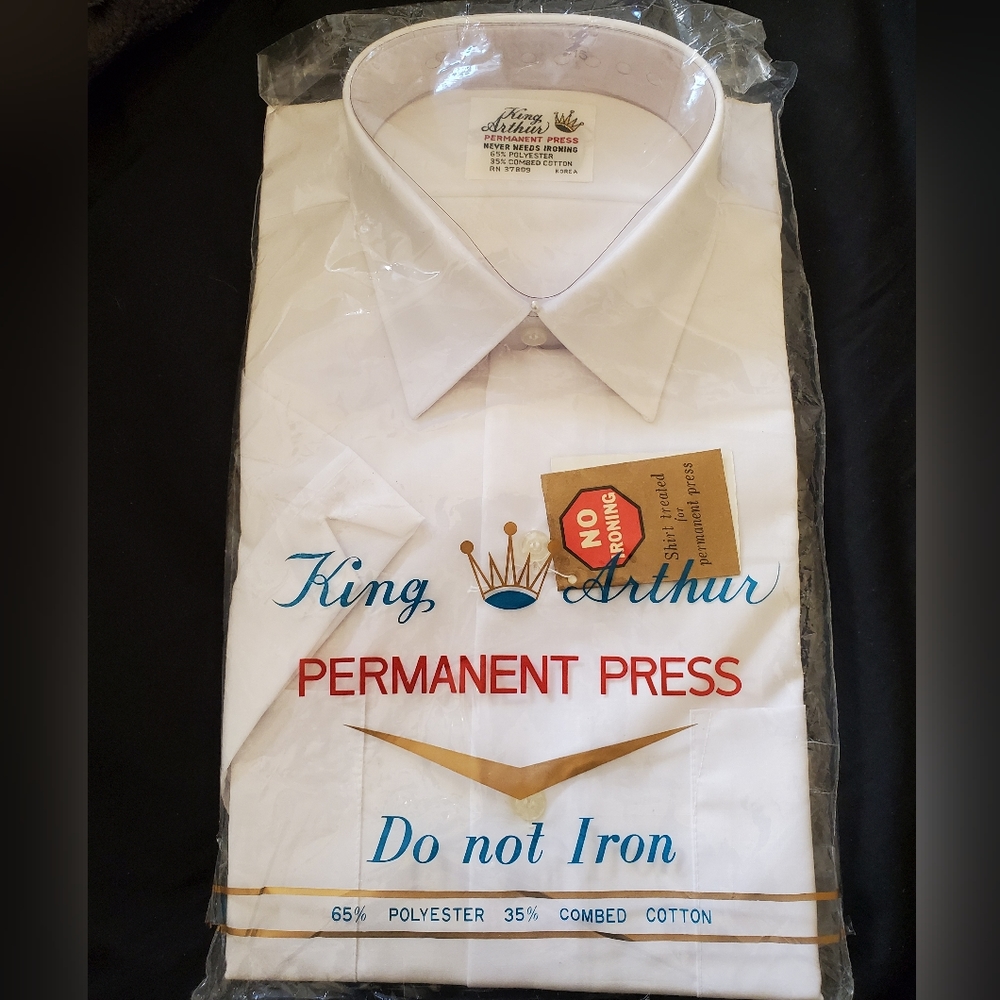 King
Arthur
PERMANENT PRESS
NEVER NEEDS IRONING
65% POLYESTER
35% COMBED COTTON
RN 37809 KOREA
NO
IRONING
Shirt treated
for
permanent press
King Arthur
PERMANENT PRESS
Do not Iron
65% POLYESTER 35% COMBED COTTON